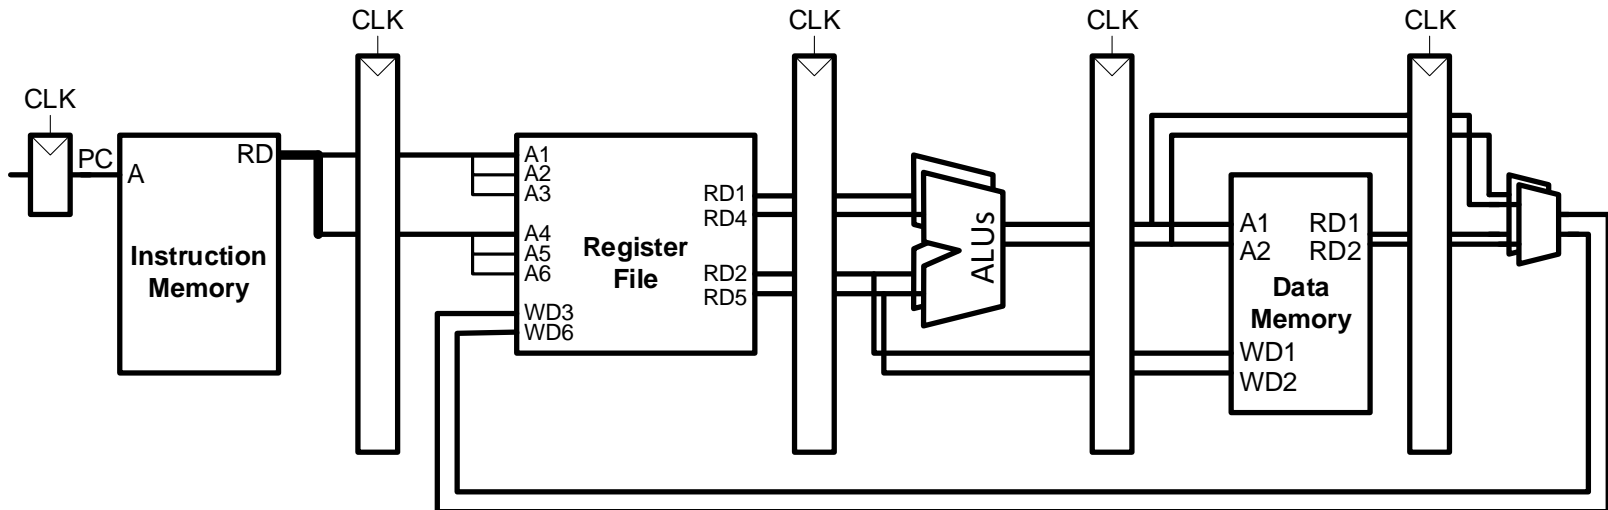 CLK
CLK
CLK
CLK
CLK
PC
A
RD
Instruction
Memory
A1
A2
A3
A4
A5
A6
WD3
WD6
Register
File
RD1
RD4
RD2
RD5
ALUs
A1
A2
RD1
RD2
Data
Memory
WD1
WD2